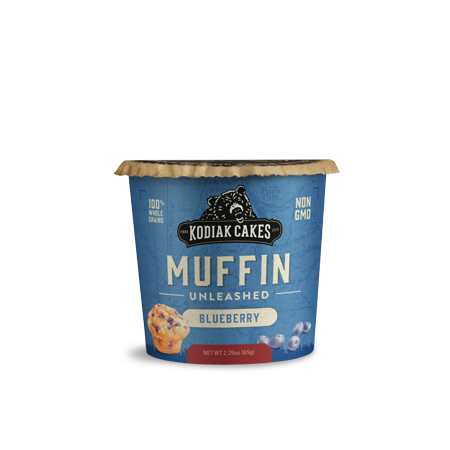 100%
WHOLE
GRAINS
NON
GMO
KODIAK CAKES
MUFFIN
UNLEASHED
BLUEBERRY
NET WT 2.29oz (65g)